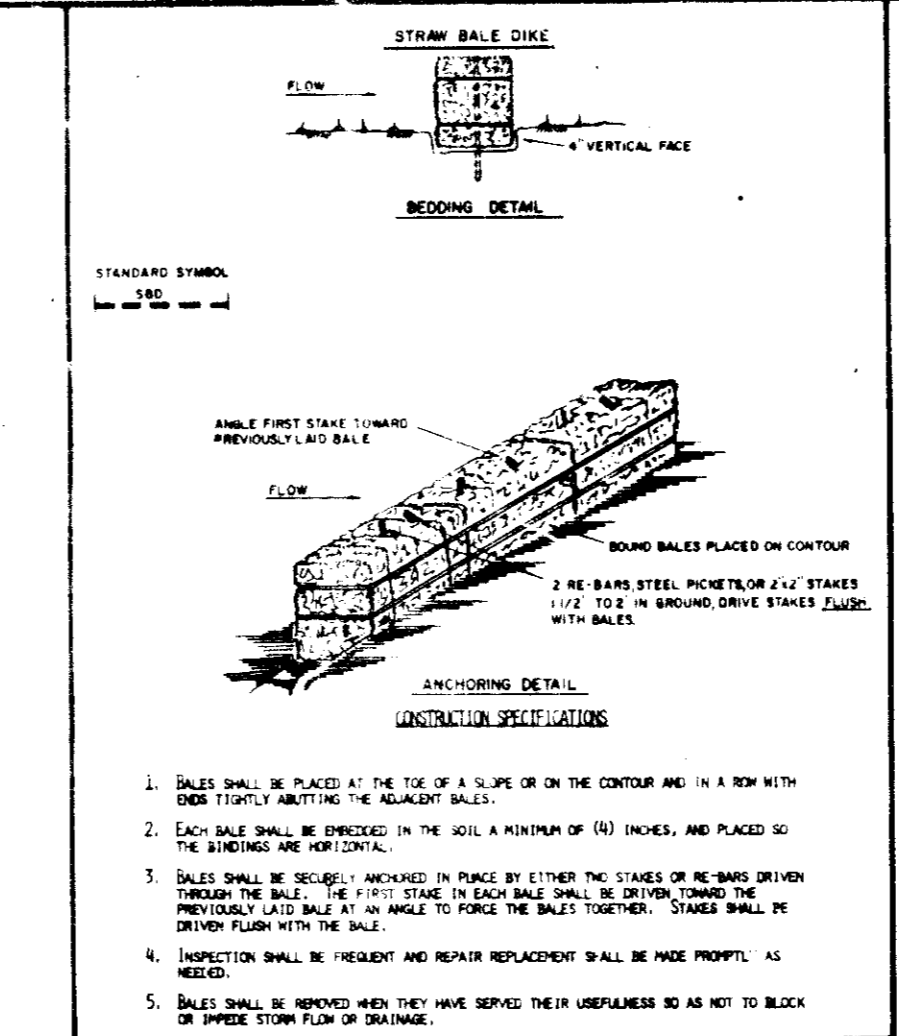 STRAW BALE DIKE
FLOW
4" VERTICAL FACE
BEDDING DETAIL
STANDARD SYMBOL
SBD
ANGLE FIRST STAKE TOWARD
PREVIOUSLY LAID BALE
FLOW
BOUND BALES PLACED ON CONTOUR
2 RE-BARS, STEEL PICKETS, OR 2"x2" STAKES
1 1/2' TO 2' IN GROUND, DRIVE STAKES FLUSH
WITH BALES.
ANCHORING DETAIL
CONSTRUCTION SPECIFICATIONS
1. BALES SHALL BE PLACED AT THE TOE OF A SLOPE OR ON THE CONTOUR AND IN A ROW WITH
ENDS TIGHTLY ABUTTING THE ADJACENT BALES.
2. EACH BALE SHALL BE EMBEDDED IN THE SOIL A MINIMUM OF (4) INCHES, AND PLACED SO
THE BINDINGS ARE HORIZONTAL.
3. BALES SHALL BE SECURELY ANCHORED IN PLACE BY EITHER TWO STAKES OR RE-BARS DRIVEN
THROUGH THE BALE. THE FIRST STAKE IN EACH BALE SHALL BE DRIVEN TOWARD THE
PREVIOUSLY LAID BALE AT AN ANGLE TO FORCE THE BALES TOGETHER. STAKES SHALL BE
DRIVEN FLUSH WITH THE BALE.
4. INSPECTION SHALL BE FREQUENT AND REPAIR REPLACEMENT SHALL BE MADE PROMPTLY AS
NEEDED.
5. BALES SHALL BE REMOVED WHEN THEY HAVE SERVED THEIR USEFULNESS SO AS NOT TO BLOCK
OR IMPEDE STORM FLOW OR DRAINAGE.